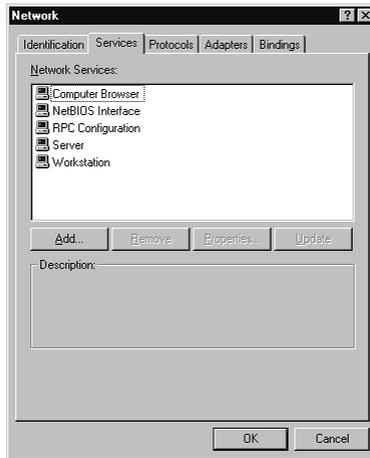 Network
Identification Services Protocols Adapters Bindings
Network Services:
Computer Browser
NetBIOS Interface
RPC Configuration
Server
Workstation
Add... Remove Properties... Update
Description:
OK Cancel